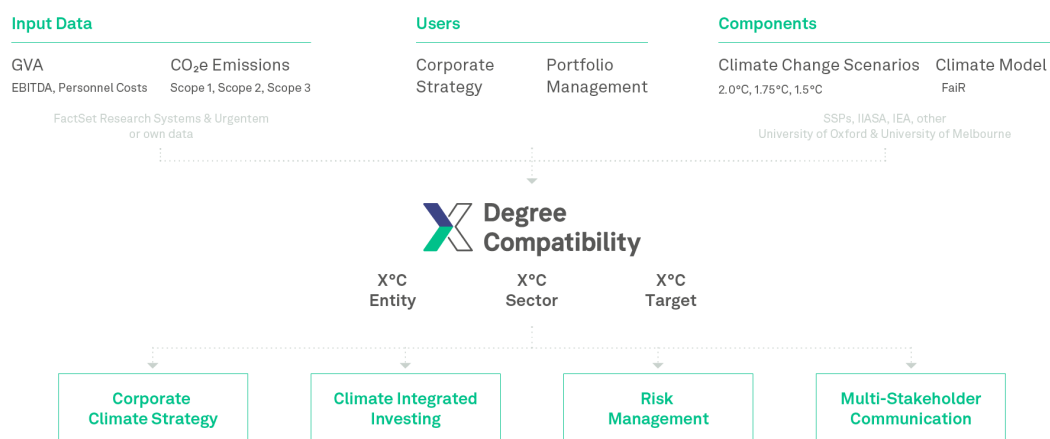 Input Data
GVA
EBITDA, Personnel Costs
CO₂e Emissions
Scope 1, Scope 2, Scope 3
FactSet Research Systems & Urgentem
or own data
Users
Corporate
Strategy
Portfolio
Management
Components
Climate Change Scenarios
2.0°C, 1.75°C, 1.5°C
Climate Model
FaiR
SSPs, IIASA, IEA, other
University of Oxford & University of Melbourne
X Degree
Compatibility
X°C
Entity
X°C
Sector
X°C
Target
Corporate
Climate Strategy
Climate Integrated
Investing
Risk
Management
Multi-Stakeholder
Communication